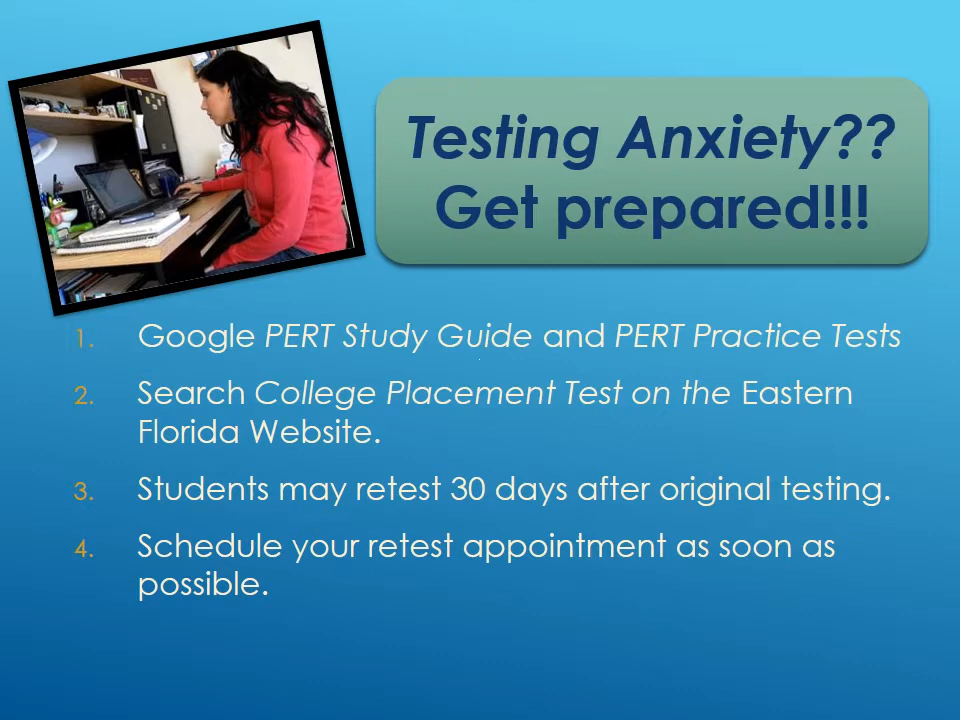 Testing Anxiety??
Get prepared!!!
1. Google PERT Study Guide and PERT Practice Tests
2. Search College Placement Test on the Eastern
Florida Website.
3. Students may retest 30 days after original testing.
4. Schedule your retest appointment as soon as
possible.